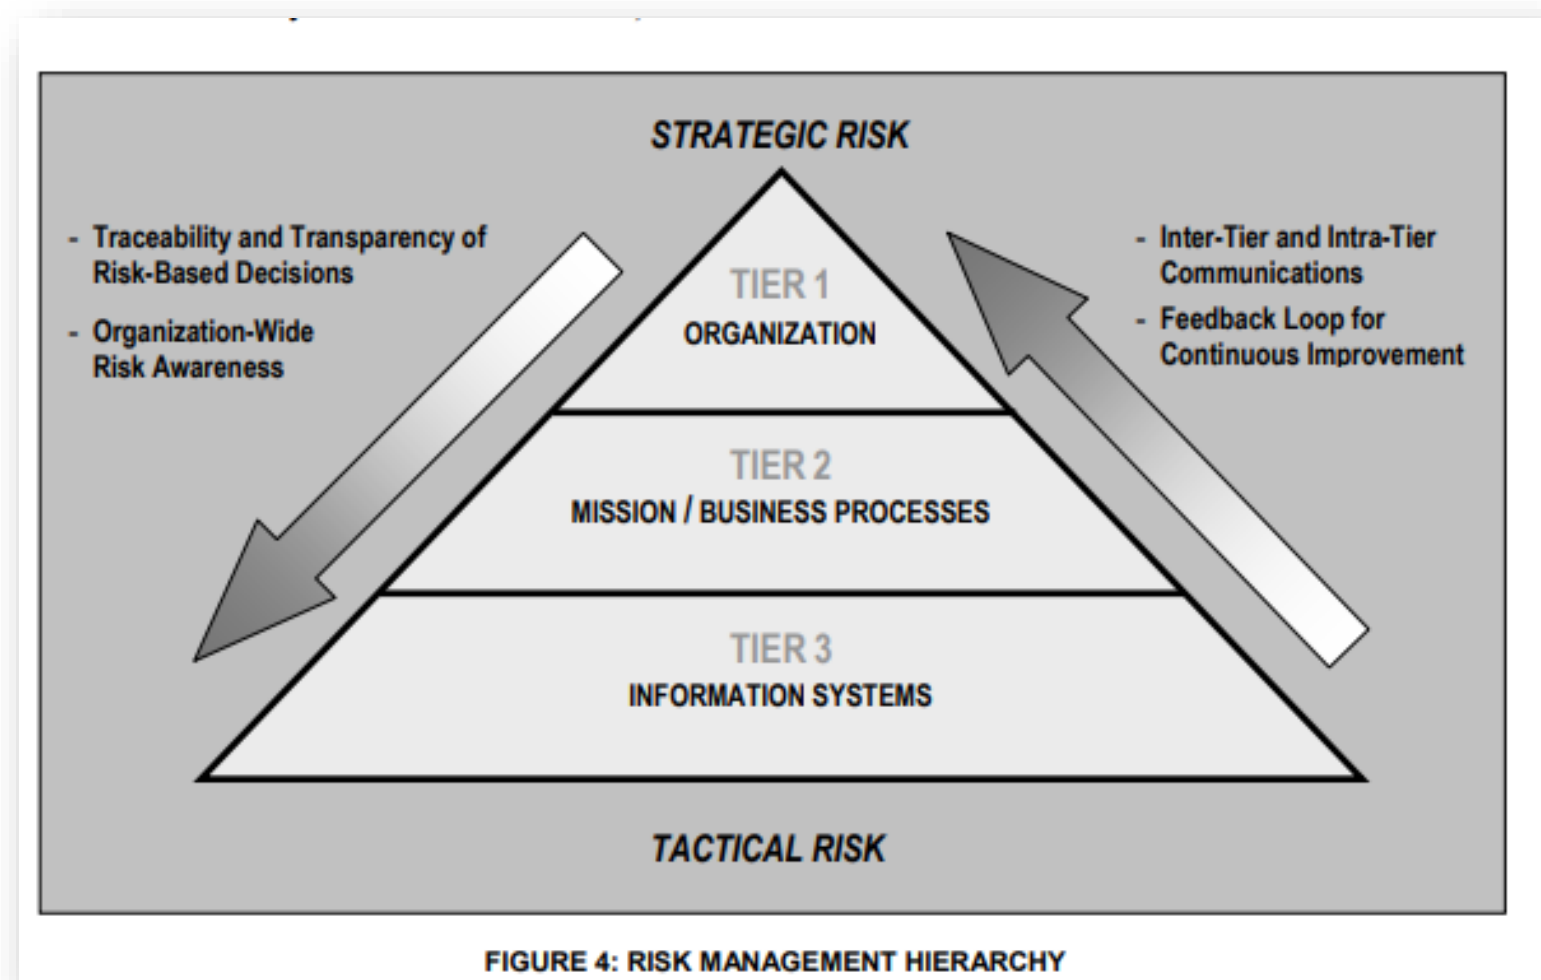 STRATEGIC RISK
- Traceability and Transparency of
Risk-Based Decisions
- Organization-Wide
Risk Awareness
- Inter-Tier and Intra-Tier
Communications
- Feedback Loop for
Continuous Improvement
TIER 1
ORGANIZATION
TIER 2
MISSION / BUSINESS PROCESSES
TIER 3
INFORMATION SYSTEMS
TACTICAL RISK
FIGURE 4: RISK MANAGEMENT HIERARCHY